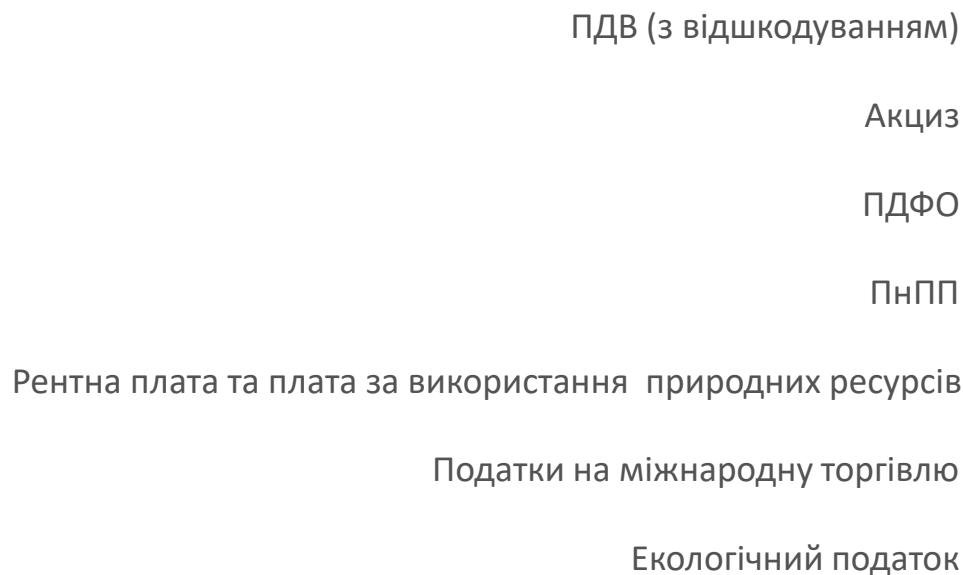 ПДВ (з відшкодуванням)
Акциз
ПДФО
ПнПП
Рентна плата та плата за використання  природних ресурсів
Податки на міжнародну торгівлю
Екологічний податок